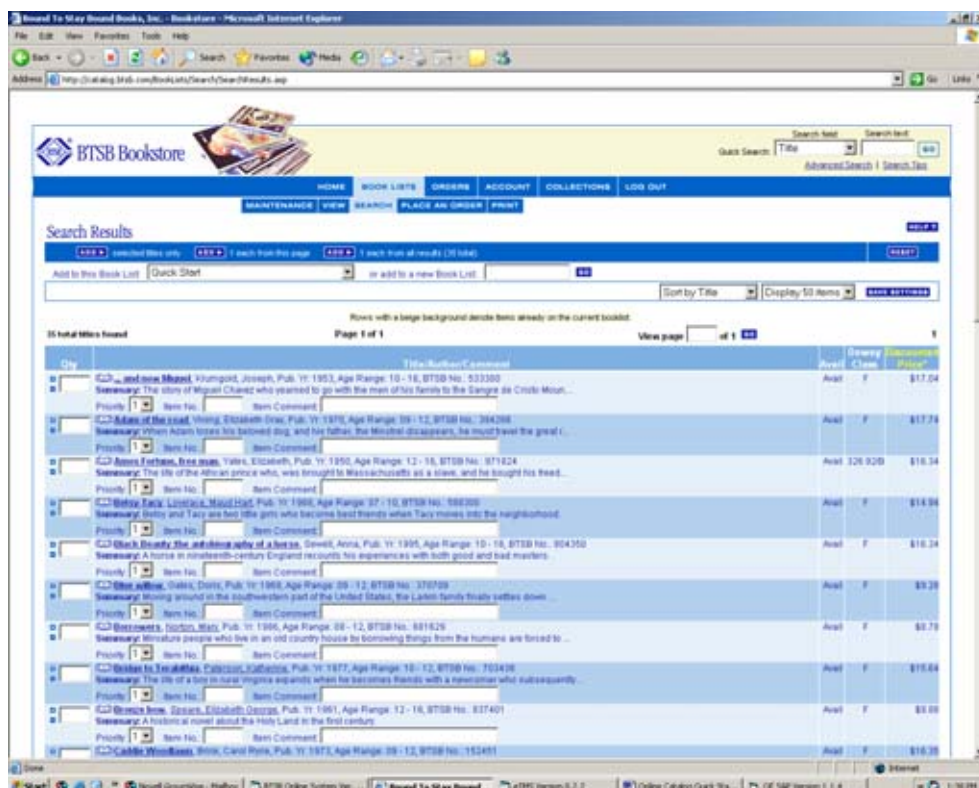 Bound To Stay Bound Books, Inc. - Bookstore - Microsoft Internet Explorer
File Edit View Favorites Tools Help
Back Search Favorites Media
Address http://catalog.btsb.com/BookLists/Search/SearchResults.asp Go Links
BTSB Bookstore
Search field Search text
Quick Search: Title GO
Advanced Search | Search Tips
HOME BOOK LISTS ORDERS ACCOUNT COLLECTIONS LOG OUT
MAINTENANCE VIEW SEARCH PLACE AN ORDER PRINT
Search Results HELP ?
ADD selected titles only ADD 1 each from this page ADD 1 each from all results (35 total) RESET
Add to this Book List: Quick Start or add to a new Book List: GO
Sort by Title Display 50 items SAVE SETTINGS
Rows with a beige background denote items already on the current booklist.
35 total titles found Page 1 of 1 View page of 1 GO 1
Qty Title/Author/Comment Avail Dewey Class Discounted Price*
... and now Miguel, Krumgold, Joseph, Pub. Yr: 1953, Age Range: 10 - 16, BTSB No.: 533300 Avail F $17.04
Summary: The story of Miguel Chavez who yearned to go with the men of his family to the Sangre de Cristo Moun...
Priority 1 Item No. Item Comment
Adam of the road, Vining, Elizabeth Gray, Pub. Yr: 1970, Age Range: 09 - 12, BTSB No.: Avail F $17.74
Summary: When Adam loses his beloved dog, and his father, the Minstrel disappears, he must travel the great r...
Priority 1 Item No. Item Comment
Amos Fortune, free man, Yates, Elizabeth, Pub. Yr: 1950, Age Range: 12 - 16, BTSB No.: 971824 Avail $16.34
Summary: The life of the African prince who, was brought to Massachusetts as a slave, and he bought his freed...
Priority 1 Item No. Item Comment
Betsy Tacy, Lovelace, Maud Hart, Pub. Yr: Age Range: 07 - 10, BTSB No.: Avail F $14.94
Summary: Betsy and Tacy are two little girls who become best friends when Tacy moves into the neighborhood.
Priority 1 Item No. Item Comment
Black Beauty: the autobiography of a horse, Sewell, Anna, Pub. Yr: 1995, Age Range: 10 - 16, BTSB No.: 804350 Avail F
Summary: A horse in nineteenth-century England recounts his experiences with both good and bad masters.
Priority 1 Item No. Item Comment
Blue willow, Gates, Doris, Pub. Yr: Age Range: 09 - 12, BTSB No.: 370709 Avail F
Summary: Moving around in the southwestern part of the United States, the Larkin family finally settles down ...
Priority 1 Item No. Item Comment
Borrowers, Norton, Mary, Pub. Yr: Age Range: 08 - 12, BTSB No.: 681629 Avail F
Summary: Miniature people who live in an old country house by borrowing things from the humans are forced to ...
Priority 1 Item No. Item Comment
Bridge to Terabithia, Paterson, Katherine, Pub. Yr: 1977, Age Range: 10 - 12, BTSB No.: 703438 Avail F $15.64
Summary: The life of a boy in rural Virginia expands when he becomes friends with a newcomer who subsequently...
Priority 1 Item No. Item Comment
Bronze bow, Speare, Elizabeth George, Pub. Yr: 1961, Age Range: 12 - 16, BTSB No.: 837401 Avail F
Summary: A historical novel about the Holy Land in the first century.
Priority 1 Item No. Item Comment
Caddie Woodlawn, Brink, Carol Ryrie, Pub. Yr: 1973, Age Range: 09 - 12, BTSB No.: 152451 Avail F $16.35
Done Internet
Start Novell GroupWise - Mailbox BTSB Online System Ver... Bound To Stay Bound... Online Catalog Quick Sta...